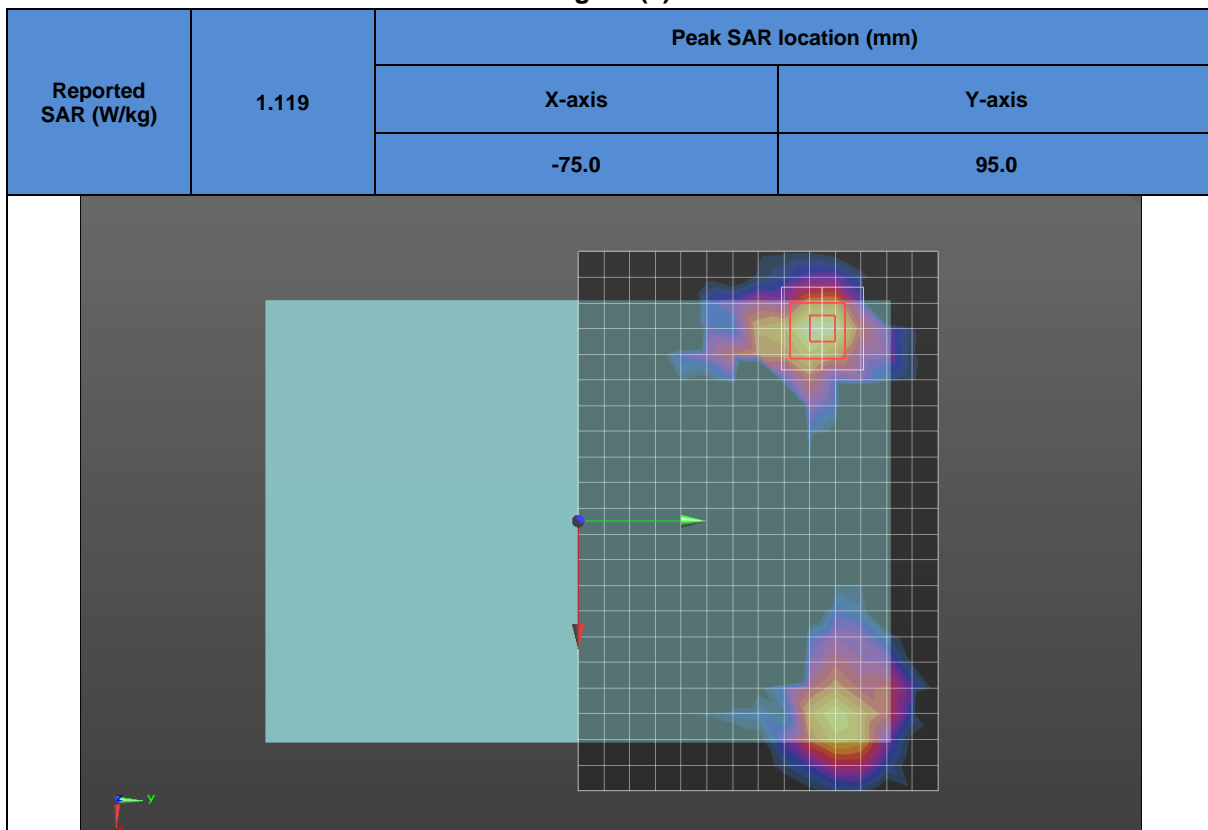 Peak SAR location (mm)
Reported
SAR (W/kg)
1.119
X-axis
Y-axis
-75.0
95.0
Y